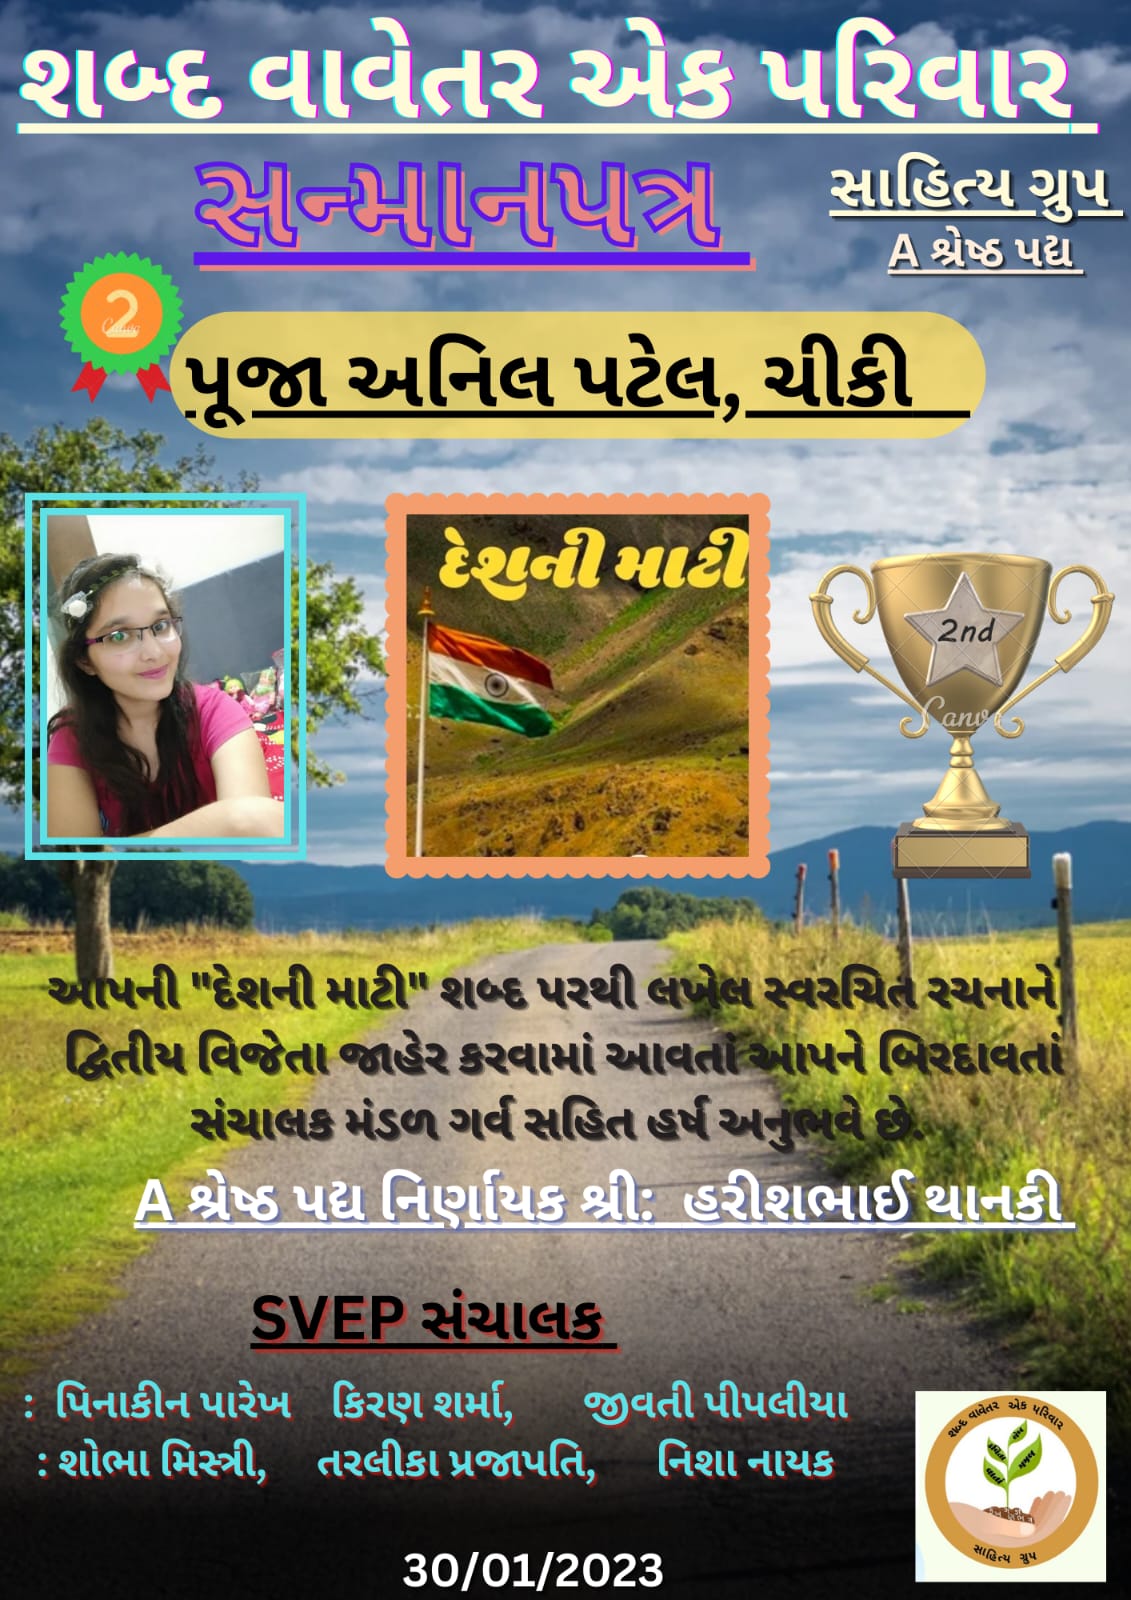 શબ્દ વાવેતર એક પરિવાર
સન્માનપત્ર
સાહિત્ય ગ્રુપ
A શ્રેષ્ઠ પદ્ય
2
Canva
પૂજા અનિલ પટેલ, ચીકી
દેશની માટી
2nd
Canva
આપની "દેશની માટી" શબ્દ પરથી લખેલ સ્વરચિત રચનાને
દ્વિતીય વિજેતા જાહેર કરવામાં આવતાં આપને બિરદાવતાં
સંચાલક મંડળ ગર્વ સહિત હર્ષ અનુભવે છે.
A શ્રેષ્ઠ પદ્ય નિર્ણાયક શ્રી: હરીશભાઈ થાનકી
SVEP સંચાલક
: પિનાકીન પારેખ કિરણ શર્મા, જીવતી પીપલીયા
: શોભા મિસ્ત્રી, તરલીકા પ્રજાપતિ, નિશા નાયક
શબ્દ વાવેતર એક પરિવાર
સાહિત્ય ગ્રુપ
30/01/2023